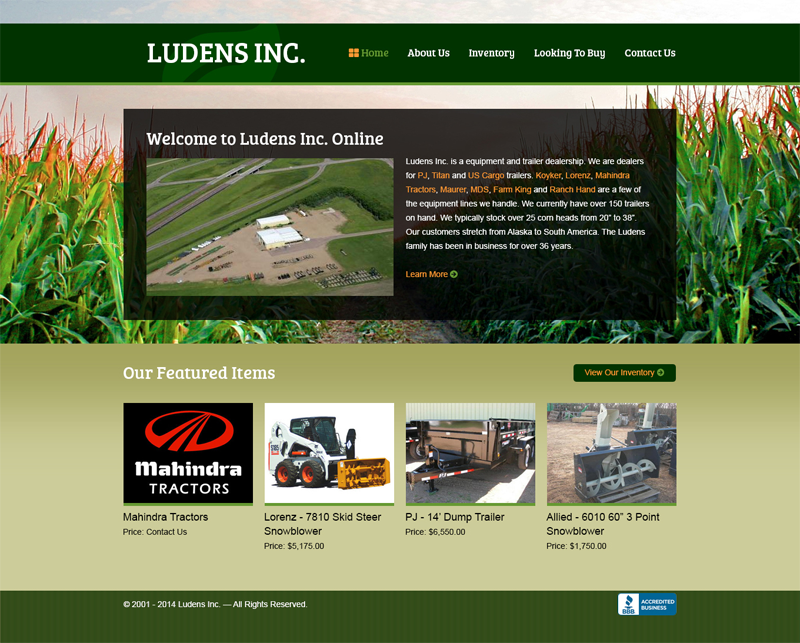 LUDENS INC.
Home
About Us
Inventory
Looking To Buy
Contact Us
Welcome to Ludens Inc. Online
Ludens Inc. is a equipment and trailer dealership. We are dealers
for PJ, Titan and US Cargo trailers. Koyker, Lorenz, Mahindra
Tractors, Maurer, MDS, Farm King and Ranch Hand are a few of
the equipment lines we handle. We currently have over 150 trailers
on hand. We typically stock over 25 corn heads from 20" to 38".
Our customers stretch from Alaska to South America. The Ludens
family has been in business for over 36 years.
Learn More
Our Featured Items
View Our Inventory
Mahindra
TRACTORS
Mahindra Tractors
Price: Contact Us
Lorenz - 7810 Skid Steer
Snowblower
Price: $5,175.00
PJ
PJ - 14' Dump Trailer
Price: $6,550.00
Allied - 6010 60" 3 Point
Snowblower
Price: $1,750.00
© 2001 - 2014 Ludens Inc. — All Rights Reserved.
BBB
ACCREDITED
BUSINESS